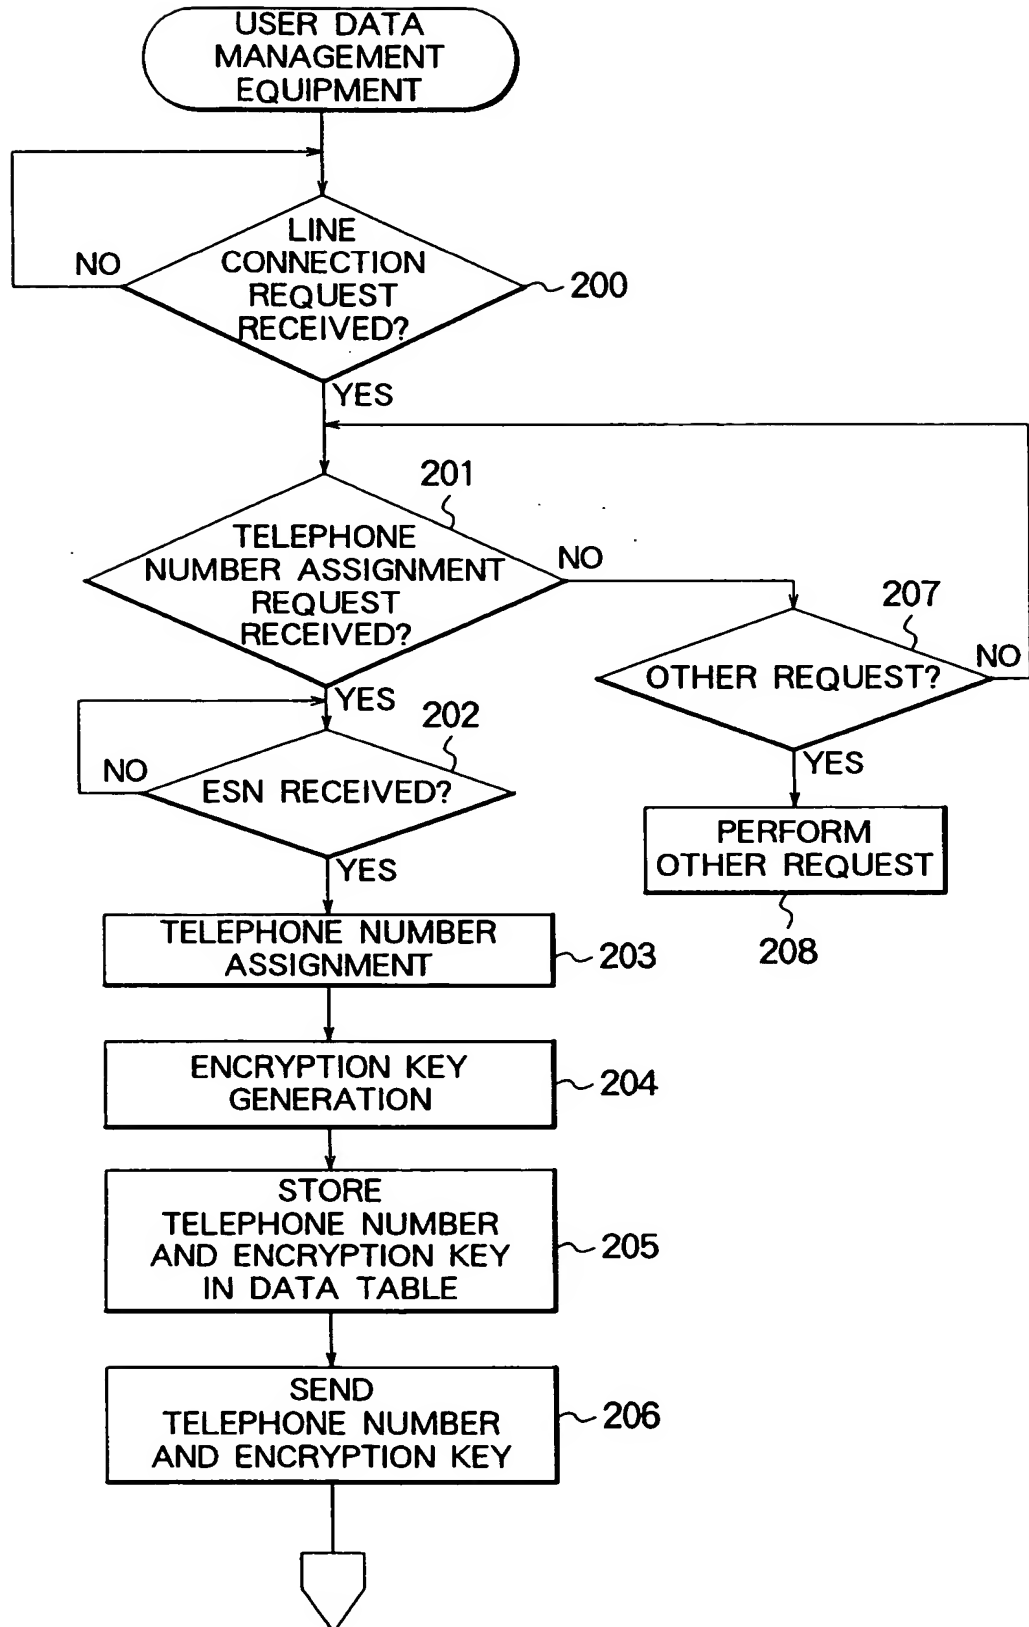 USER DATA
MANAGEMENT
EQUIPMENT
LINE
CONNECTION
REQUEST
RECEIVED?
NO
200
YES
201
TELEPHONE
NUMBER ASSIGNMENT
REQUEST
RECEIVED?
NO
207
OTHER REQUEST?
NO
YES
202
ESN RECEIVED?
NO
YES
YES
PERFORM
OTHER REQUEST
208
TELEPHONE NUMBER
ASSIGNMENT
203
ENCRYPTION KEY
GENERATION
204
STORE
TELEPHONE NUMBER
AND ENCRYPTION KEY
IN DATA TABLE
205
SEND
TELEPHONE NUMBER
AND ENCRYPTION KEY
206